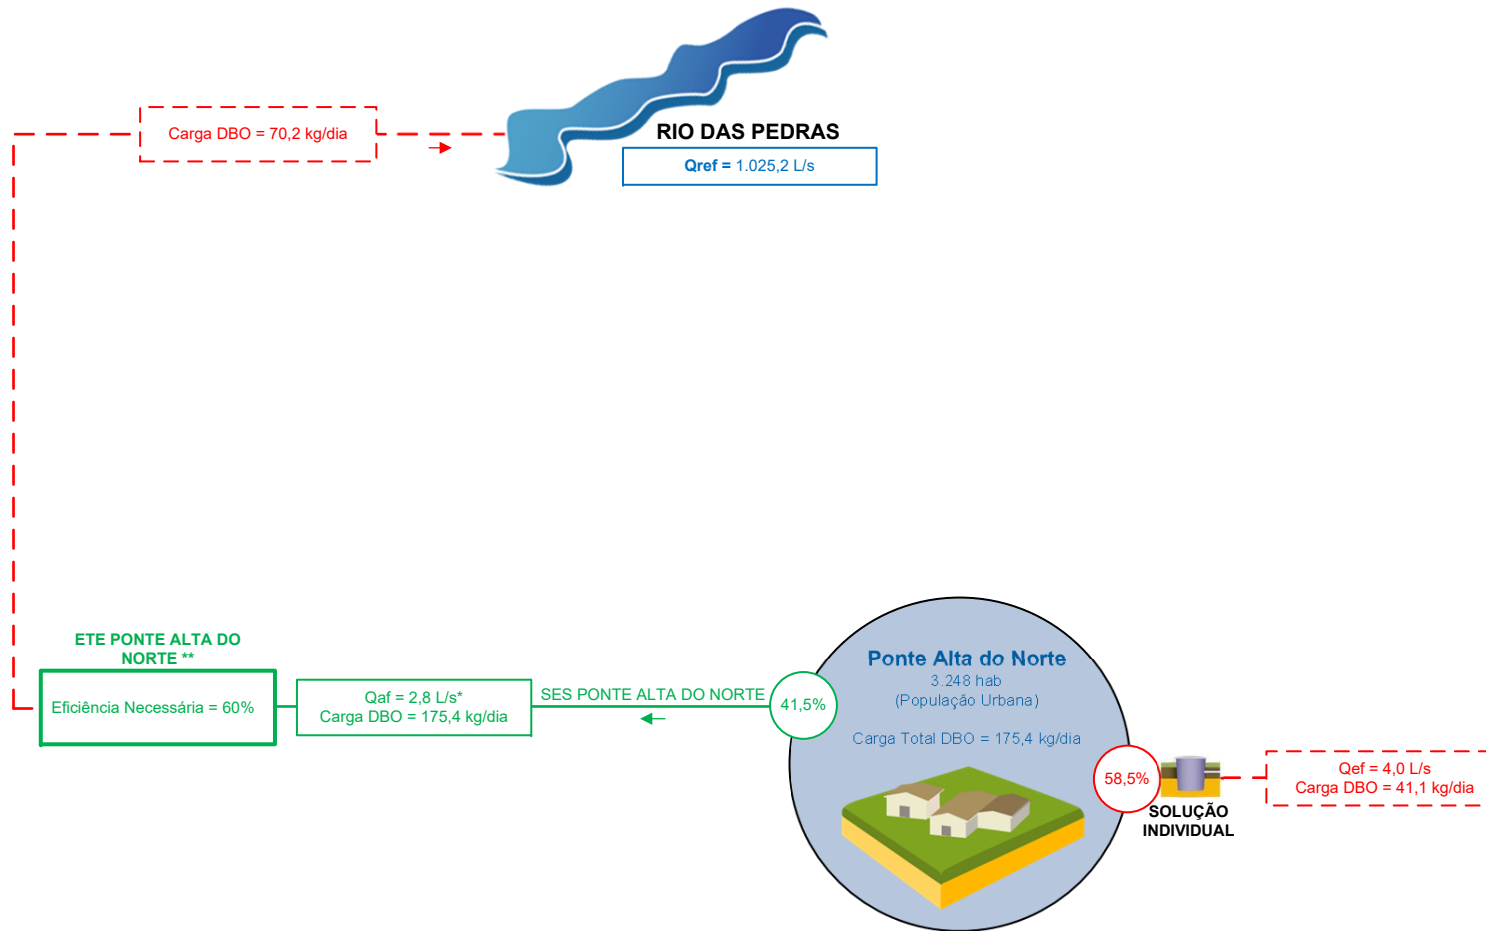 Carga DBO = 70,2 kg/dia
RIO DAS PEDRAS
Qref = 1.025,2 L/s
ETE PONTE ALTA DO
NORTE **
Eficiência Necessária = 60%
Qaf = 2,8 L/s*
Carga DBO = 175,4 kg/dia
SES PONTE ALTA DO NORTE
41,5%
Ponte Alta do Norte
3.248 hab
(População Urbana)
Carga Total DBO = 175,4 kg/dia
58,5%
SOLUÇÃO
INDIVIDUAL
Qef = 4,0 L/s
Carga DBO = 41,1 kg/dia